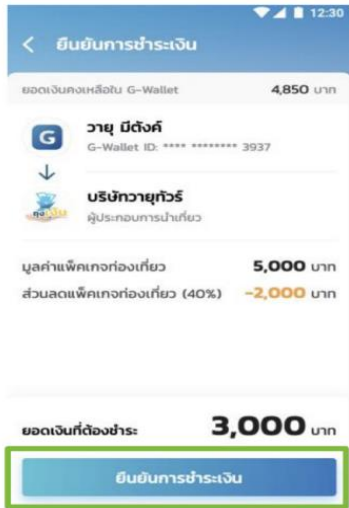 12:30
ยืนยันการชำระเงิน
ยอดเงินคงเหลือใน G-Wallet 4,850 บาท
G วายุ มีตังค์
G-Wallet ID: **** ******** 3937
บริษัทวายุทัวร์
ถุงเงิน ผู้ประกอบการนำเที่ยว
มูลค่าแพ็คเกจท่องเที่ยว 5,000 บาท
ส่วนลดแพ็คเกจท่องเที่ยว (40%) -2,000 บาท
ยอดเงินที่ต้องชำระ 3,000 บาท
ยืนยันการชำระเงิน